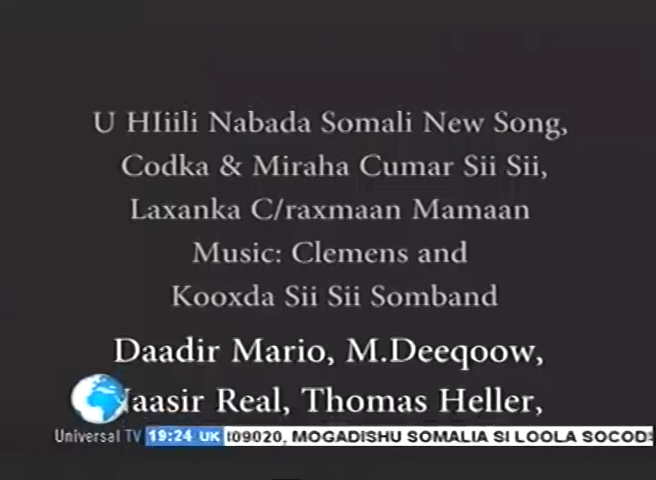 U HIiili Nabada Somali New Song,
Codka & Miraha Cumar Sii Sii,
Laxanka C/raxmaan Mamaan
Music: Clemens and
Kooxda Sii Sii Somband
Daadir Mario, M.Deeqoow,
Real, Thomas Heller,
Universal TV 19:24 UK 109020, MOGADISHU SOMALIA SI LOOLA SOCOD